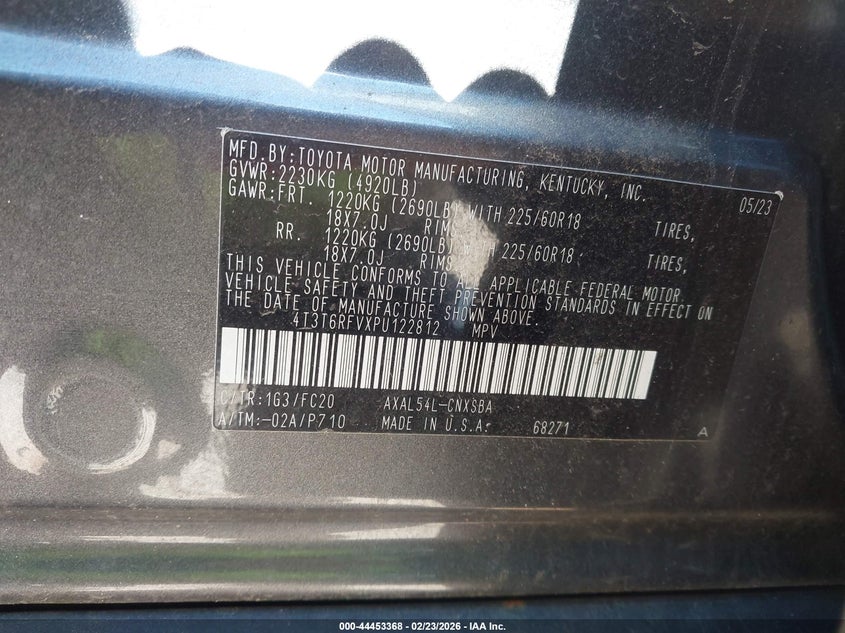 MFD.BY:TOYOTA MOTOR MANUFACTURING, KENTUCKY, INC. 05/23
GVWR:2230KG (4920LB)
GAWR:FRT. 1220KG (2690LB) WITH 225/60R18 TIRES,
18X7.0J RIMS
RR. 1220KG (2690LB) 225/60R18 TIRES,
18X7.0J RIMS
THIS VEHICLE CONFORMS TO ALL APPLICABLE FEDERAL MOTOR
VEHICLE SAFETY AND THEFT PREVENTION STANDARDS IN EFFECT ON
THE DATE OF MANUFACTURE SHOWN ABOVE.
4T3T6RFVXPU122812 MPV
C/TR:1G3/FC20 AXAL54L-CNXSBA
A/TM:-02A/P710 MADE IN U.S.A. 68271 A
000-44453368 - 02/23/2026 - IAA Inc.